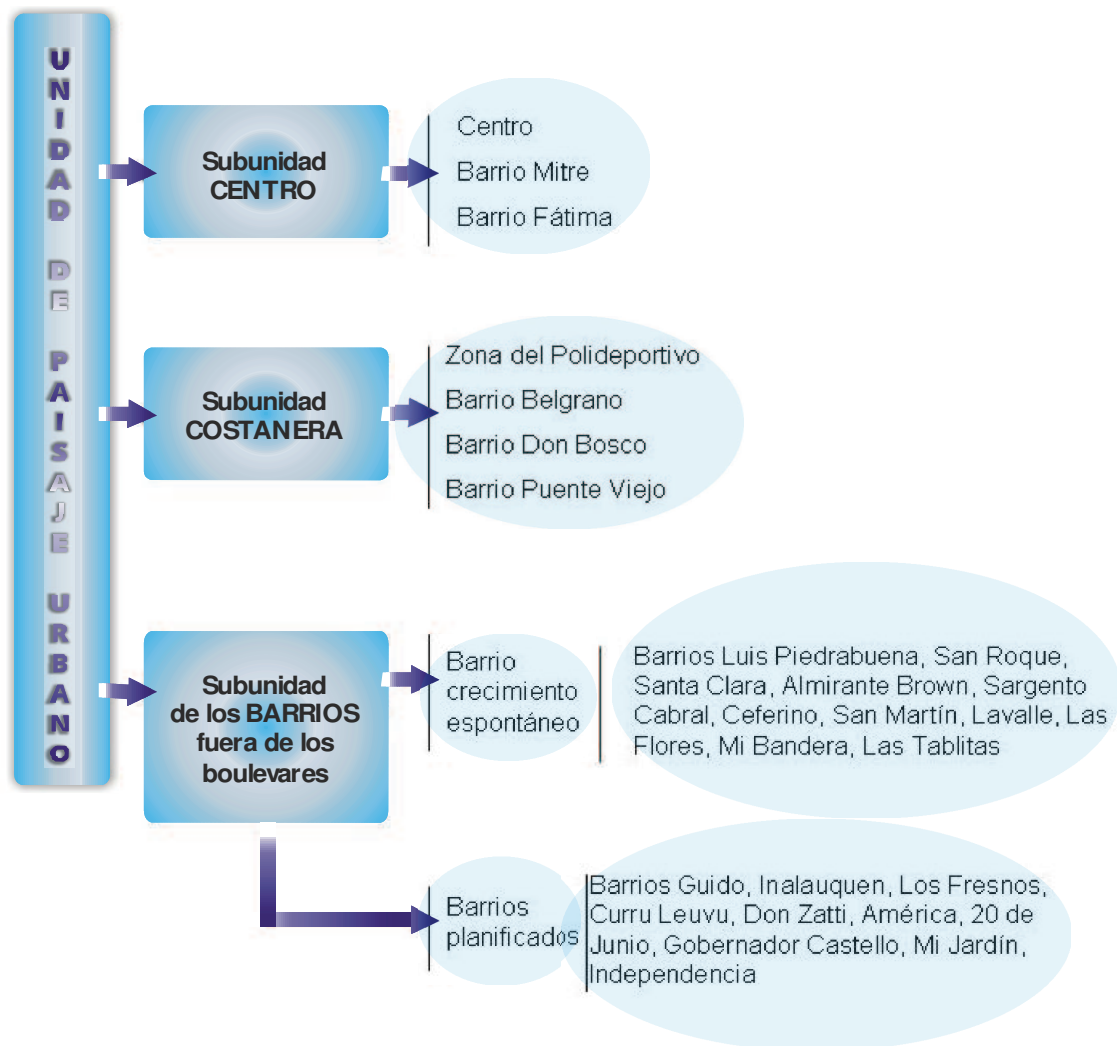 UNIDAD DE PAISAJE URBANO
Subunidad
CENTRO
Centro
Barrio Mitre
Barrio Fátima
Subunidad
COSTANERA
Zona del Polideportivo
Barrio Belgrano
Barrio Don Bosco
Barrio Puente Viejo
Subunidad
de los BARRIOS
fuera de los
boulevares
Barrio
crecimiento
espontáneo
Barrios Luis Piedrabuena, San Roque,
Santa Clara, Almirante Brown, Sargento
Cabral, Ceferino, San Martín, Lavalle, Las
Flores, Mi Bandera, Las Tablitas
Barrios
planificados
Barrios Guido, Inalauquen, Los Fresnos,
Curru Leuvu, Don Zatti, América, 20 de
Junio, Gobernador Castello, Mi Jardín,
Independencia